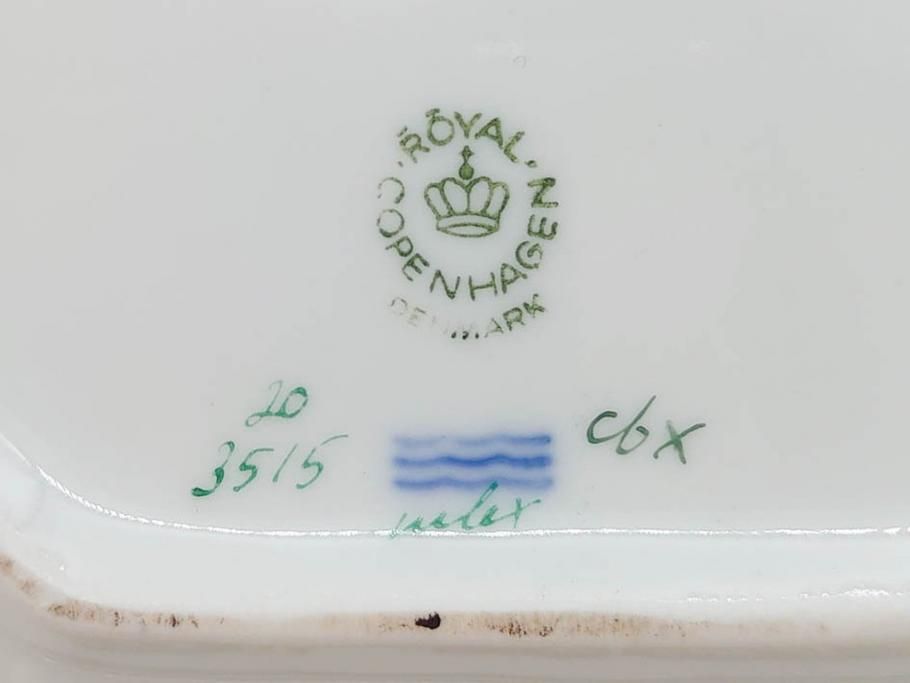 ROYAL
COPENHAGEN
DENMARK
20
3515
cbx